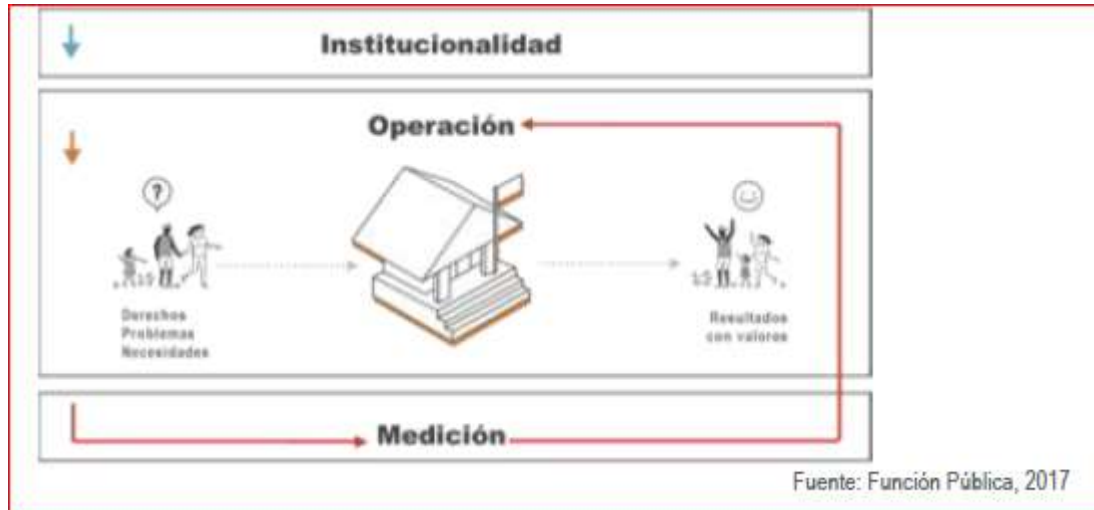 Institucionalidad
Operación
?
Derechos
Problemas
Necesidades
Resultados
con valores
Medición
Fuente: Función Pública, 2017